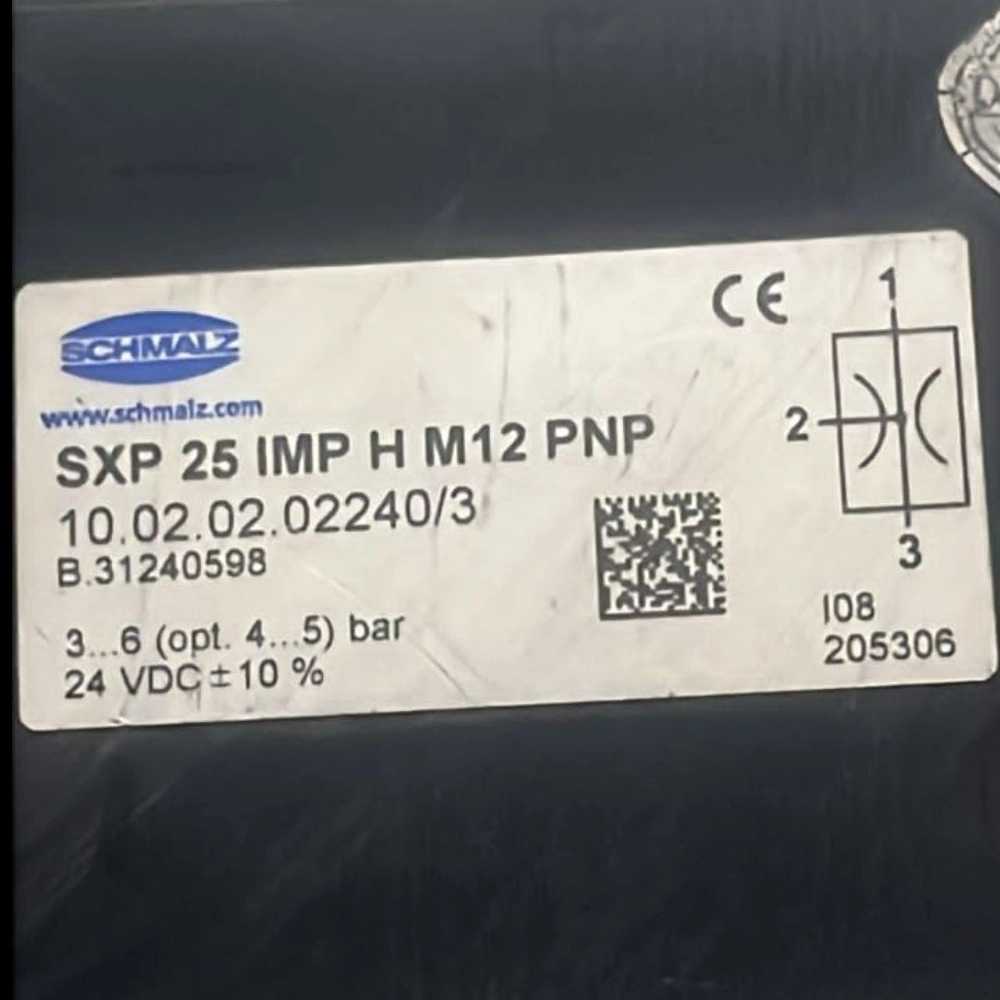 SCHMALZ
www.schmalz.com
SXP 25 IMP H M12 PNP
10.02.02.02240/3
B.31240598
3...6 (opt. 4...5) bar
24 VDC ± 10 %
CE
1
2
3
I08
205306